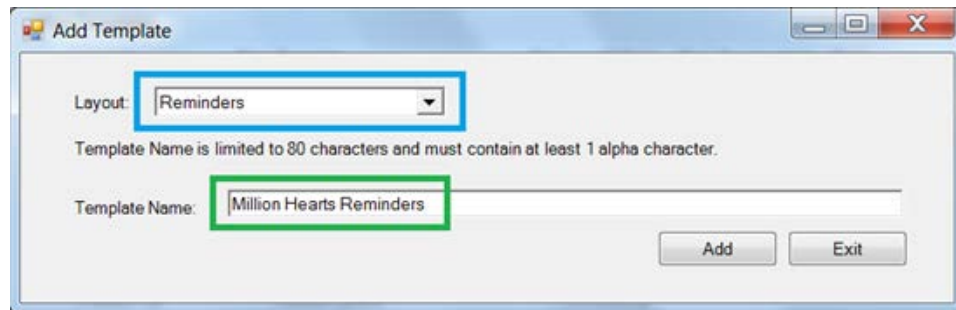 Add Template
Layout: Reminders
Template Name is limited to 80 characters and must contain at least 1 alpha character.
Template Name: Million Hearts Reminders
Add Exit